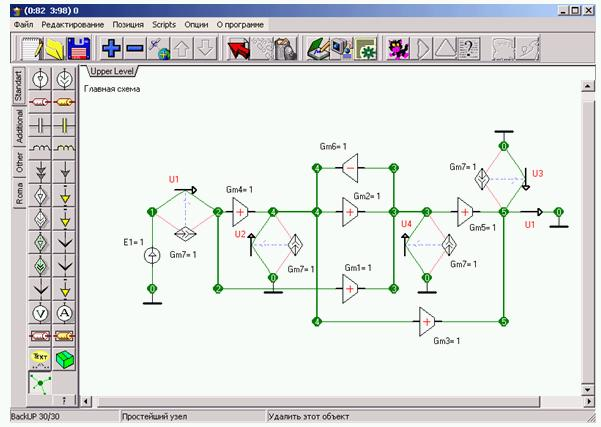 (0:82 3:98) 0
Файл Редактирование Позиция Scripts Опции О программе
Upper Level
Главная схема
Standart
Additional
Other
Roma
Gm6= 1
4
3
0
Gm7= 1
U3
U1
Gm4= 1
Gm2= 1
1
2
4
4
3
3
5
0
U2
U4
Gm5= 1
U1
E1= 1
Gm7= 1
Gm7= 1
Gm7= 1
0
2
0
Gm1= 1
3
0
4
5
Gm3= 1
V
A
Text
?
BackUP 30/30 Простейший узел Удалить этот объект